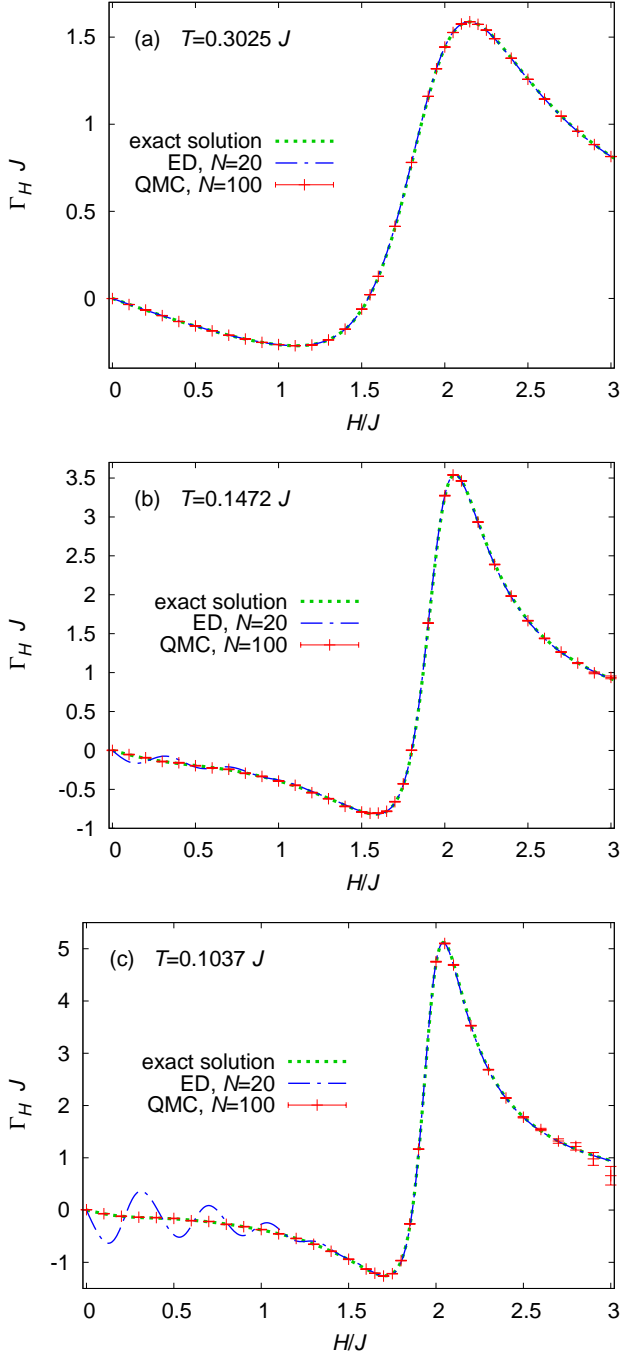 (a) T=0.3025 J
1.5
1
0.5
0
Γ_H J
exact solution
ED, N=20
QMC, N=100
0 0.5 1 1.5 2 2.5 3
H/J
(b) T=0.1472 J
3.5
3
2.5
2
1.5
1
0.5
0
-0.5
-1
Γ_H J
exact solution
ED, N=20
QMC, N=100
0 0.5 1 1.5 2 2.5 3
H/J
(c) T=0.1037 J
5
4
3
2
1
0
-1
Γ_H J
exact solution
ED, N=20
QMC, N=100
0 0.5 1 1.5 2 2.5 3
H/J